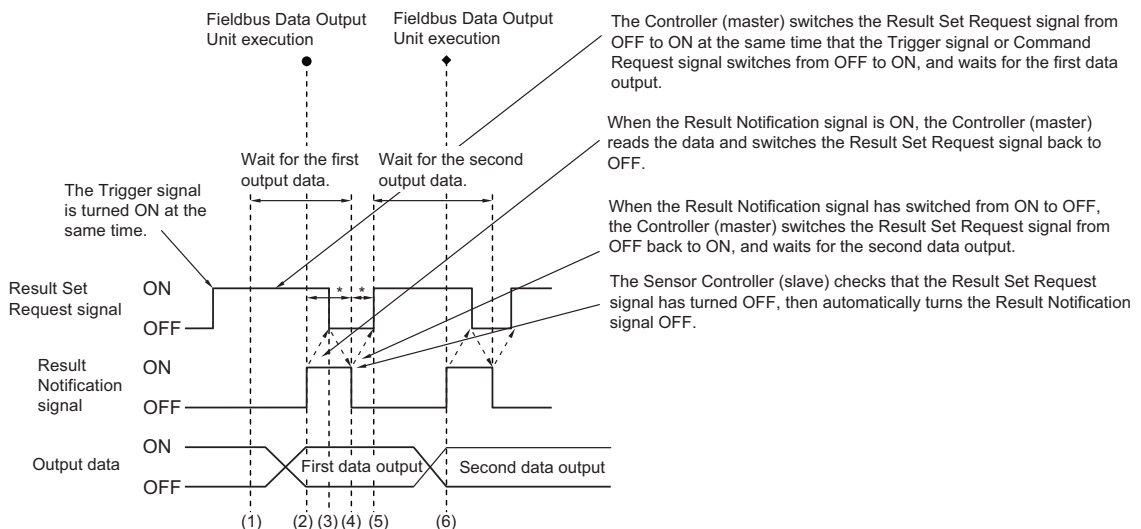 Fieldbus Data Output
Unit execution
Fieldbus Data Output
Unit execution
The Controller (master) switches the Result Set Request signal from
OFF to ON at the same time that the Trigger signal or Command
Request signal switches from OFF to ON, and waits for the first data
output.
When the Result Notification signal is ON, the Controller (master)
reads the data and switches the Result Set Request signal back to
OFF.
Wait for the first
output data.
Wait for the second
output data.
The Trigger signal
is turned ON at the
same time.
When the Result Notification signal has switched from ON to OFF,
the Controller (master) switches the Result Set Request signal from
OFF back to ON, and waits for the second data output.
The Sensor Controller (slave) checks that the Result Set Request
signal has turned OFF, then automatically turns the Result Notification
signal OFF.
Result Set
Request signal
ON
OFF
* *
Result
Notification
signal
ON
OFF
Output data
ON
OFF
First data output
Second data output
(1) (2) (3) (4) (5) (6)